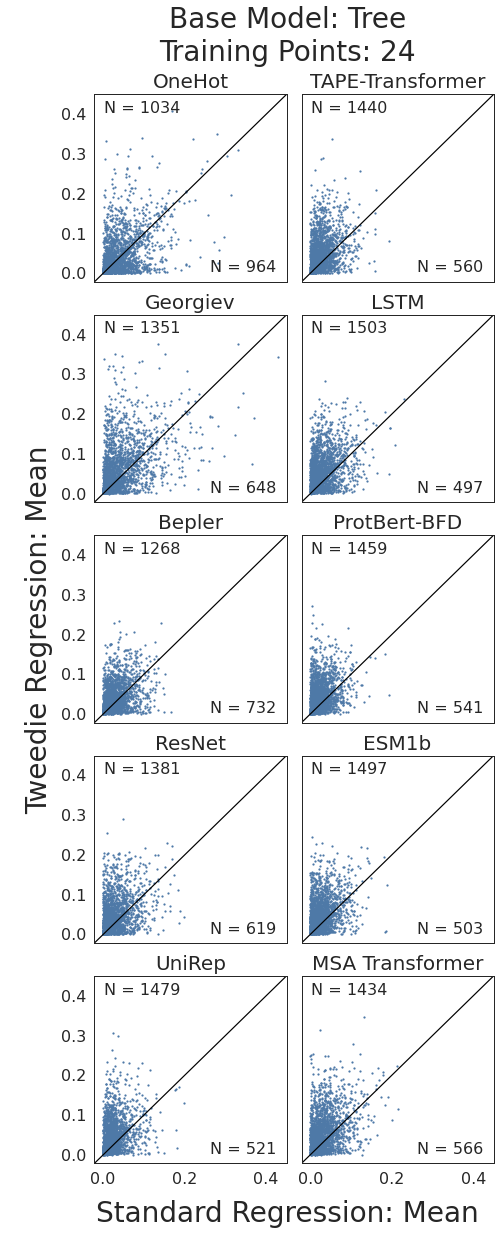 Base Model: Tree
Training Points: 24
OneHot
TAPE-Transformer
0.4
N = 1034
N = 1440
0.3
0.2
0.1
0.0
N = 964
N = 560
Georgiev
LSTM
0.4
N = 1351
N = 1503
0.3
0.2
0.1
0.0
N = 648
N = 497
Bepler
ProtBert-BFD
0.4
N = 1268
N = 1459
0.3
0.2
0.1
0.0
N = 732
N = 541
ResNet
ESM1b
0.4
N = 1381
N = 1497
0.3
0.2
0.1
0.0
N = 619
N = 503
UniRep
MSA Transformer
0.4
N = 1479
N = 1434
0.3
0.2
0.1
0.0
N = 521
N = 566
0.0 0.2 0.4
0.0 0.2 0.4
Tweedie Regression: Mean
Standard Regression: Mean